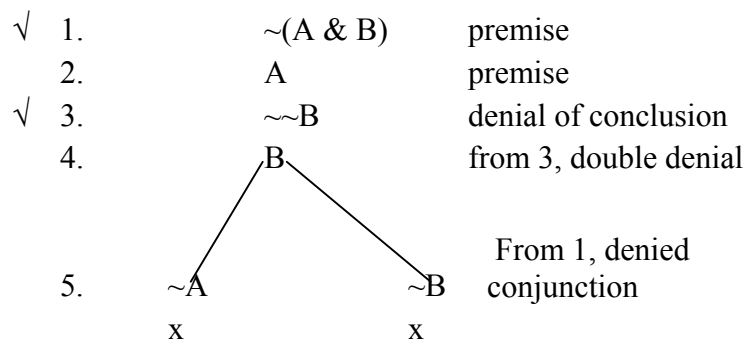 √ 1. ~(A & B) premise
2. A premise
√ 3. ~~B denial of conclusion
4. B from 3, double denial
From 1, denied
5. ~A ~B conjunction
x x